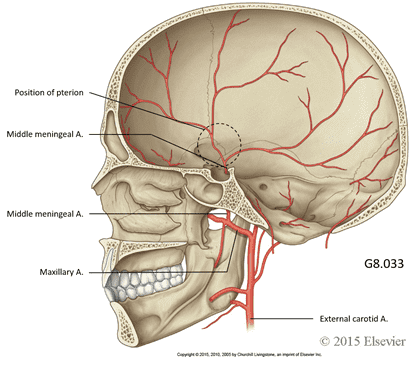 Position of pterion
Middle meningeal A.
Middle meningeal A.
Maxillary A.
G8.033
External carotid A.
© 2015 Elsevier
Copyright © 2015, 2010, 2005 by Churchill Livingstone, an imprint of Elsevier Inc.